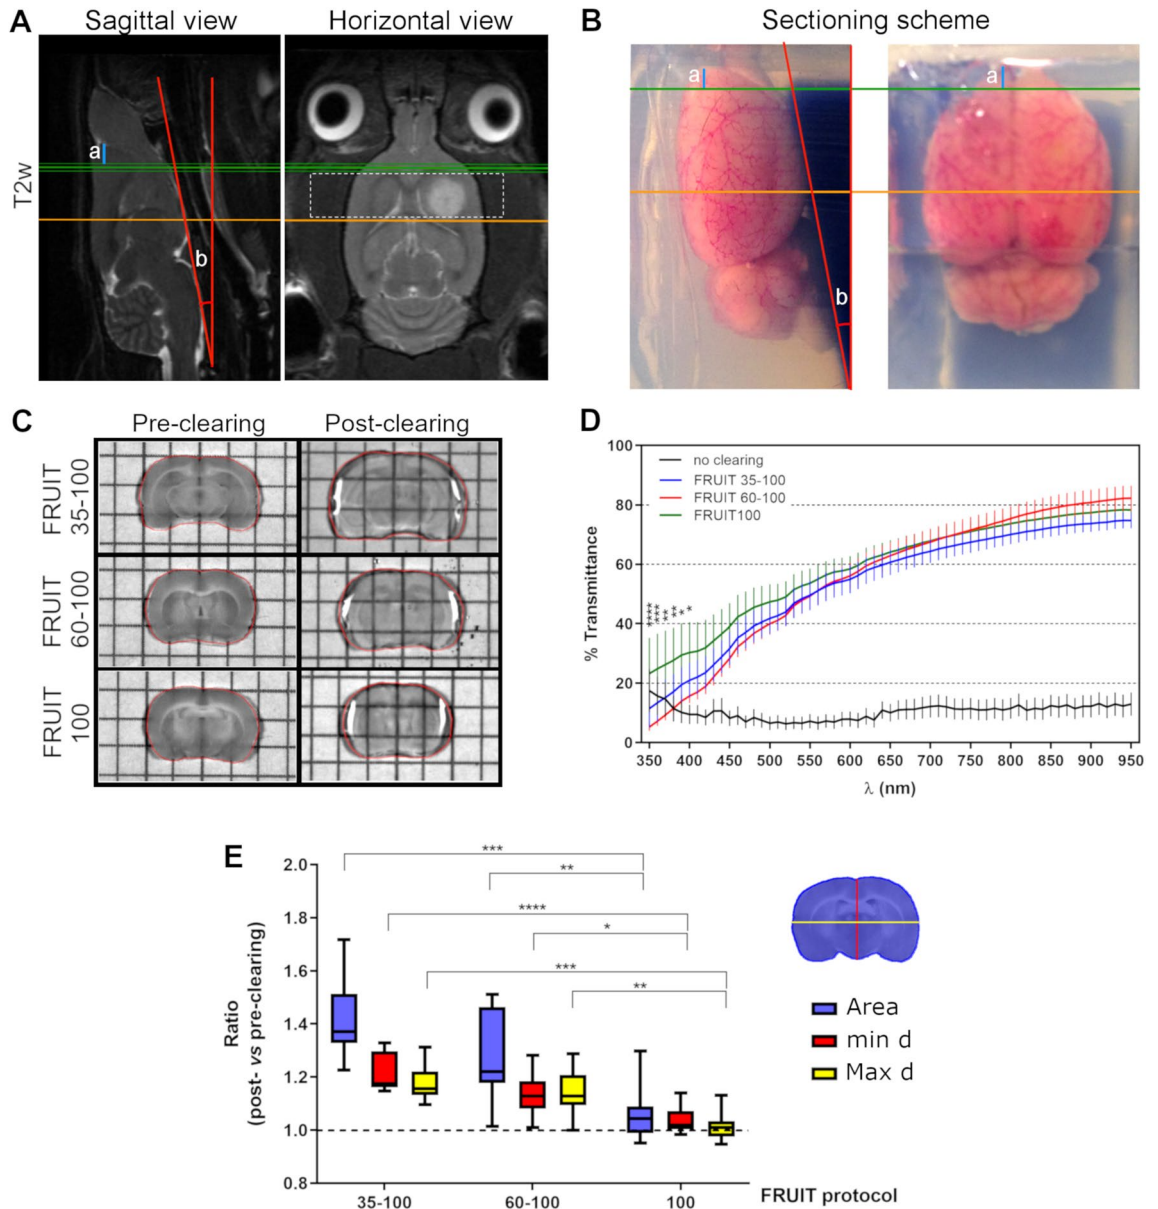 A
Sagittal view
Horizontal view
T2w
a
b
B
Sectioning scheme
a
a
b
C
Pre-clearing
Post-clearing
FRUIT
35-100
FRUIT
60-100
FRUIT
100
D
% Transmittance
100
80
60
40
20
0
no clearing
FRUIT 35-100
FRUIT 60-100
FRUIT100
****
****
**
**
*
*
350 400 450 500 550 600 650 700 750 800 850 900 950
λ (nm)
E
Ratio
(post- vs pre-clearing)
2.0
1.8
1.6
1.4
1.2
1.0
0.8
***
**
****
*
***
**
35-100 60-100 100
FRUIT protocol
Area
min d
Max d